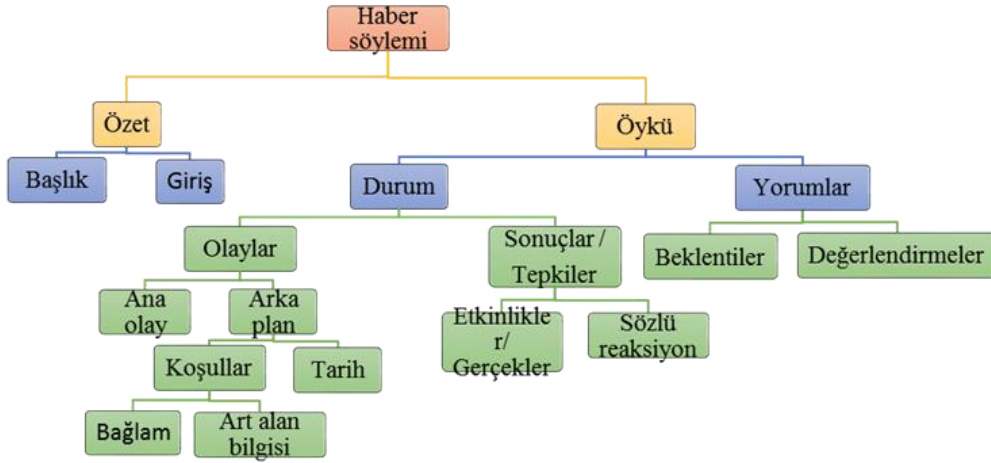 Haber
söylemi
Özet
Öykü
Başlık
Giriş
Durum
Yorumlar
Olaylar
Sonuçlar /
Tepkiler
Beklentiler
Değerlendirmeler
Ana
olay
Arka
plan
Etkinlikle
r/
Gerçekler
Sözlü
reaksiyon
Koşullar
Tarih
Bağlam
Art alan
bilgisi